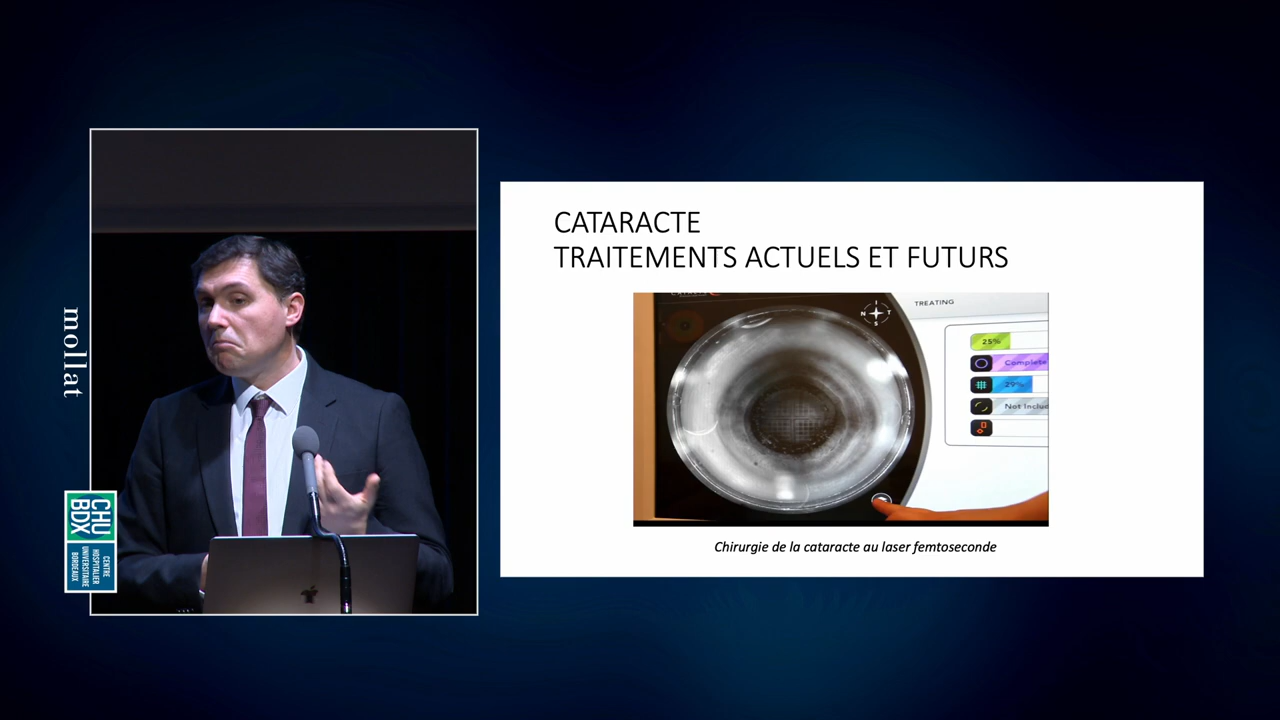 mollat
CHU
BDX
CENTRE
HOSPITALIER
UNIVERSITAIRE
BORDEAUX
CATARACTE
TRAITEMENTS ACTUELS ET FUTURS
TREATING
N
I
T
S
25%
Complete
29%
Not Inclu
Chirurgie de la cataracte au laser femtoseconde